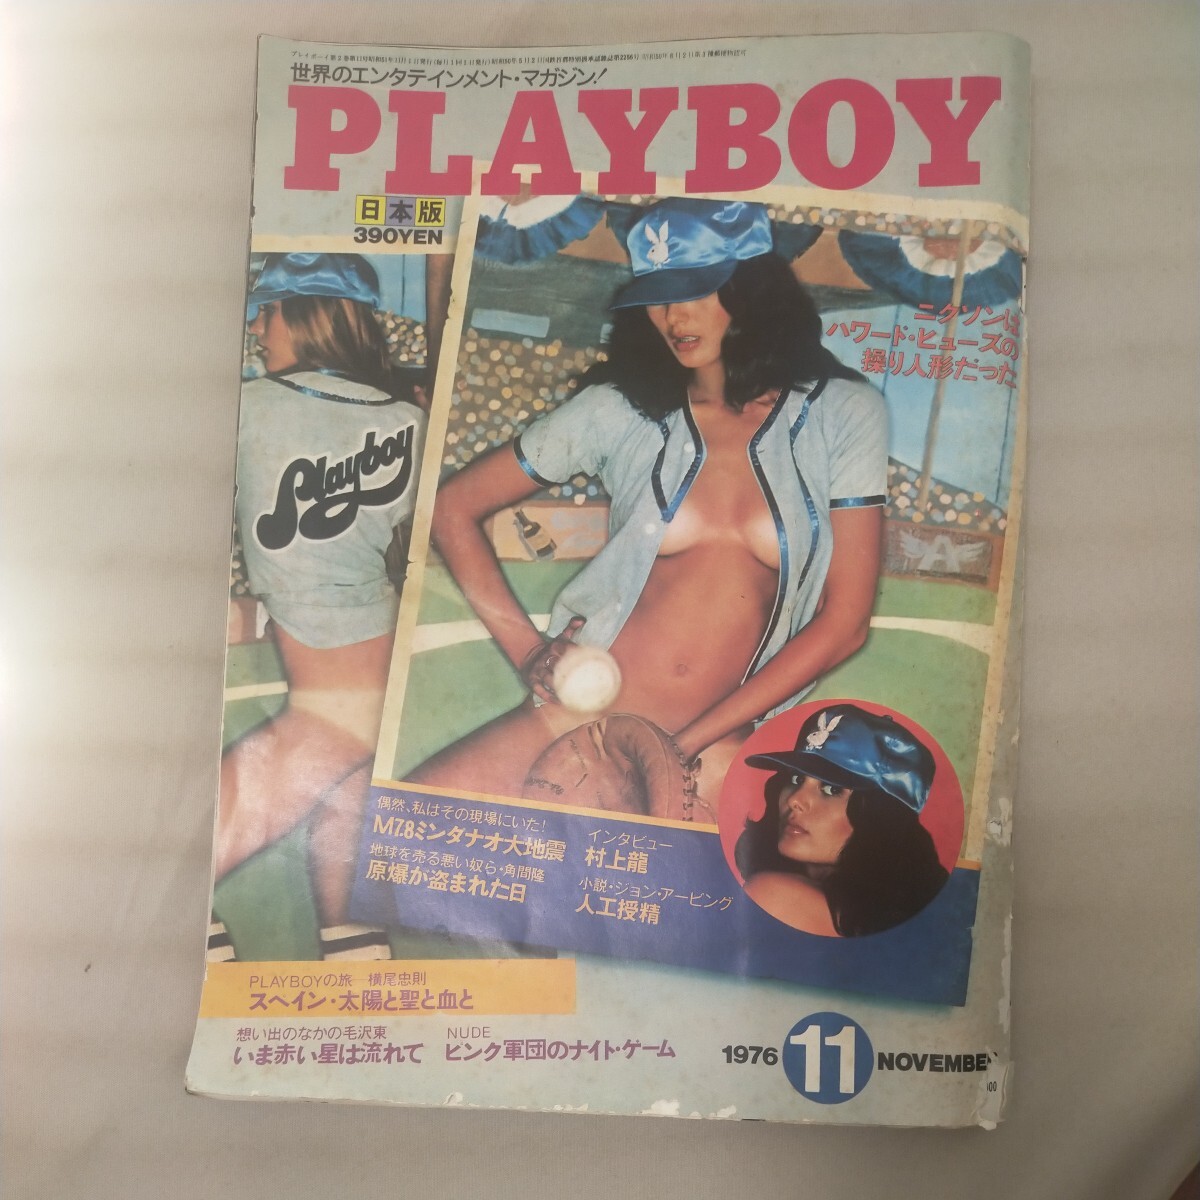 世界のエンタテインメント・マガジン!
PLAYBOY
日本版
390YEN
ニクソンは
ハワード・ヒューズの
操り人形だった
Playboy
A
偶然、私はその現場にいた!
M7.8ミンダナオ大地震
地球を売る悪い奴ら・角間隆
原爆が盗まれた日
インタビュー
村上龍
小説・ジョン・アービング
人工授精
PLAYBOYの旅 横尾忠則
スペイン・太陽と聖と血と
想い出のなかの毛沢東
いま赤い星は流れて
NUDE
ピンク軍団のナイト・ゲーム
1976 11 NOVEMBE